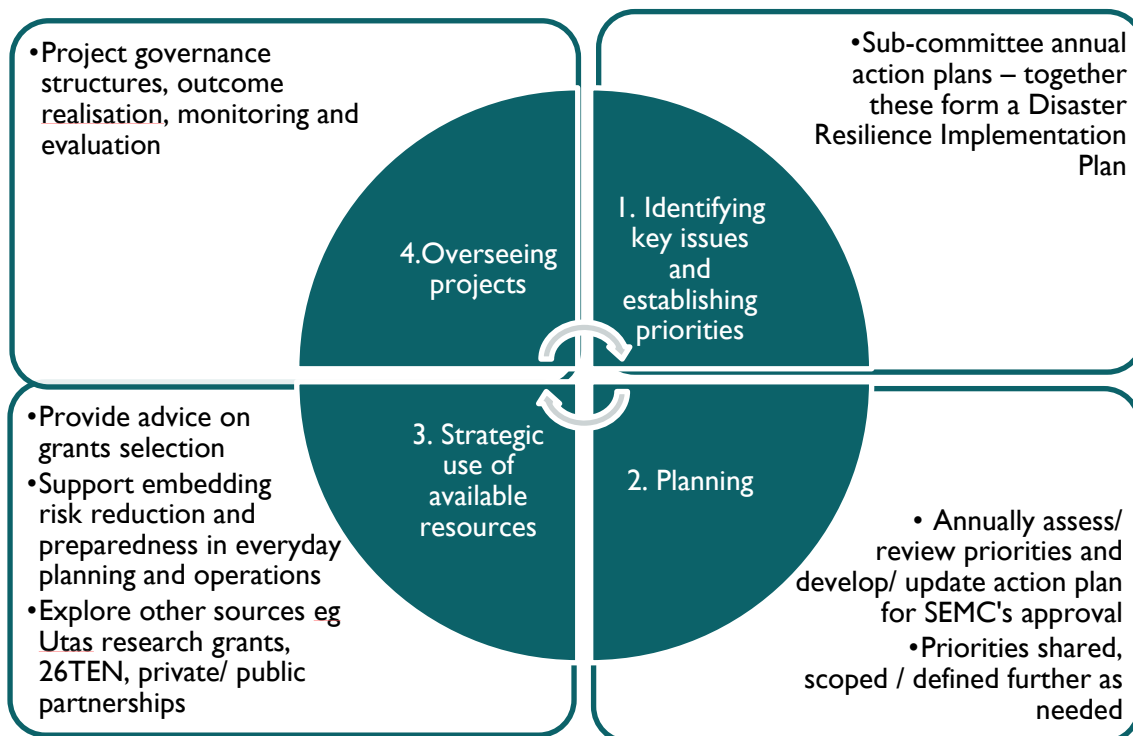 •Project governance
structures, outcome
realisation, monitoring and
evaluation
•Sub-committee annual
action plans – together
these form a Disaster
Resilience Implementation
Plan
4.Overseeing
projects
1. Identifying
key issues
and
establishing
priorities
3. Strategic
use of
available
resources
2. Planning
•Provide advice on
grants selection
•Support embedding
risk reduction and
preparedness in everyday
planning and operations
•Explore other sources eg
Utas research grants,
26TEN, private/ public
partnerships
• Annually assess/
review priorities and
develop/ update action plan
for SEMC's approval
•Priorities shared,
scoped / defined further as
needed